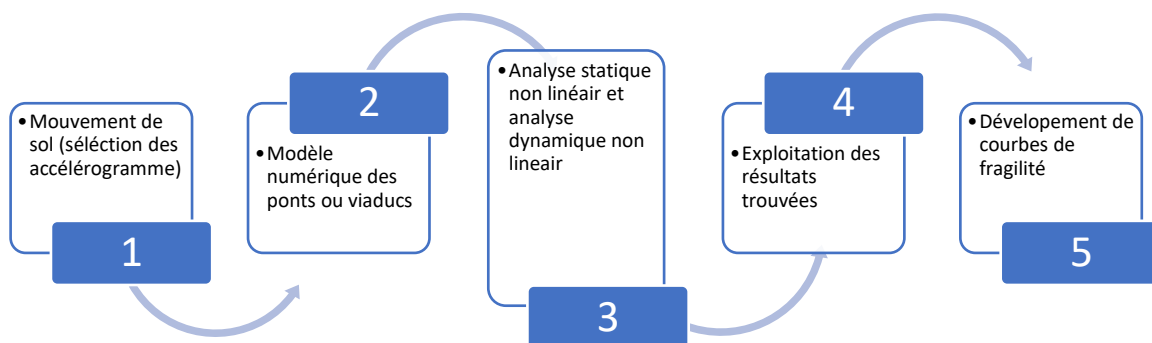 •Mouvement de
sol (séléction des
accélérogramme)
1
2
•Modèle
numérique des
ponts ou viaducs
•Analyse statique
non linéair et
analyse
dynamique non
lineair
3
4
•Exploitation des
résultats
trouvées
•Dévelopement de
courbes de
fragilité
5